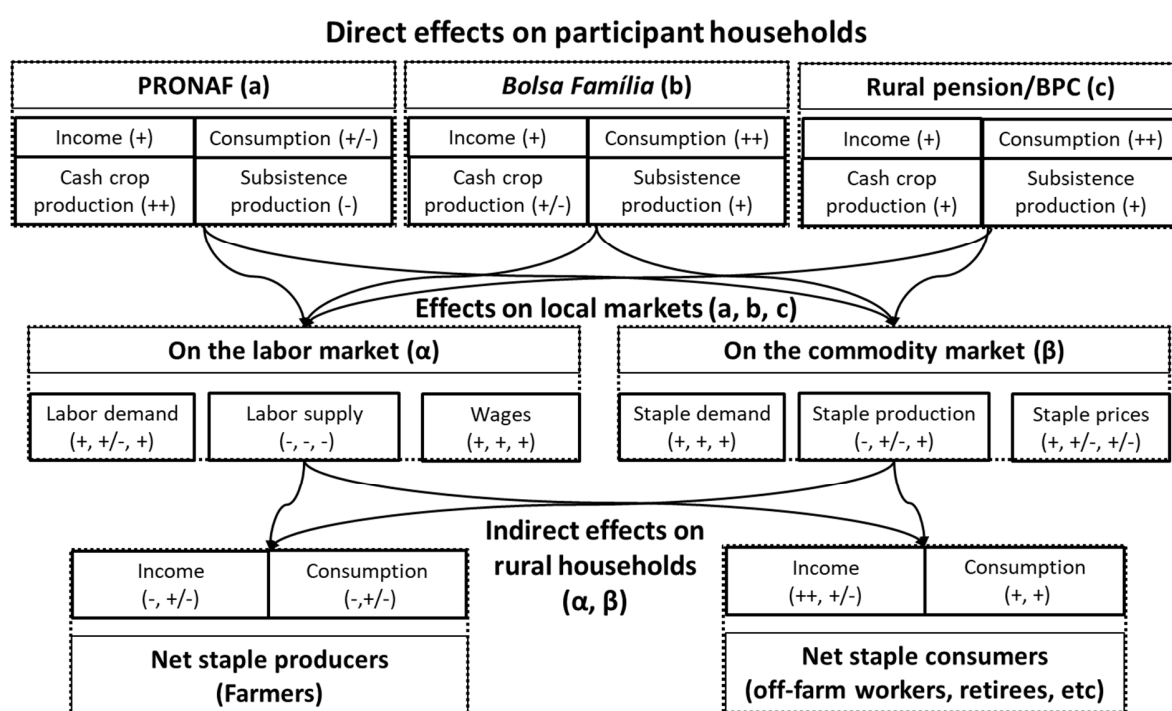 Direct effects on participant households
PRONAF (a)
Income (+)
Consumption (+/-)
Cash crop
production (++)
Subsistence
production (-)
Bolsa Família (b)
Income (+)
Consumption (++)
Cash crop
production (+/-)
Subsistence
production (+)
Rural pension/BPC (c)
Income (+)
Consumption (++)
Cash crop
production (+)
Subsistence
production (+)
Effects on local markets (a, b, c)
On the labor market (α)
Labor demand
(+, +/-, +)
Labor supply
(-, -, -)
Wages
(+, +, +)
On the commodity market (β)
Staple demand
(+, +, +)
Staple production
(-, +/-, +)
Staple prices
(+, +/-, +/-)
Indirect effects on
rural households
(α, β)
Income
(-, +/-)
Consumption
(-,+/-)
Net staple producers
(Farmers)
Income
(++, +/-)
Consumption
(+, +)
Net staple consumers
(off-farm workers, retirees, etc)